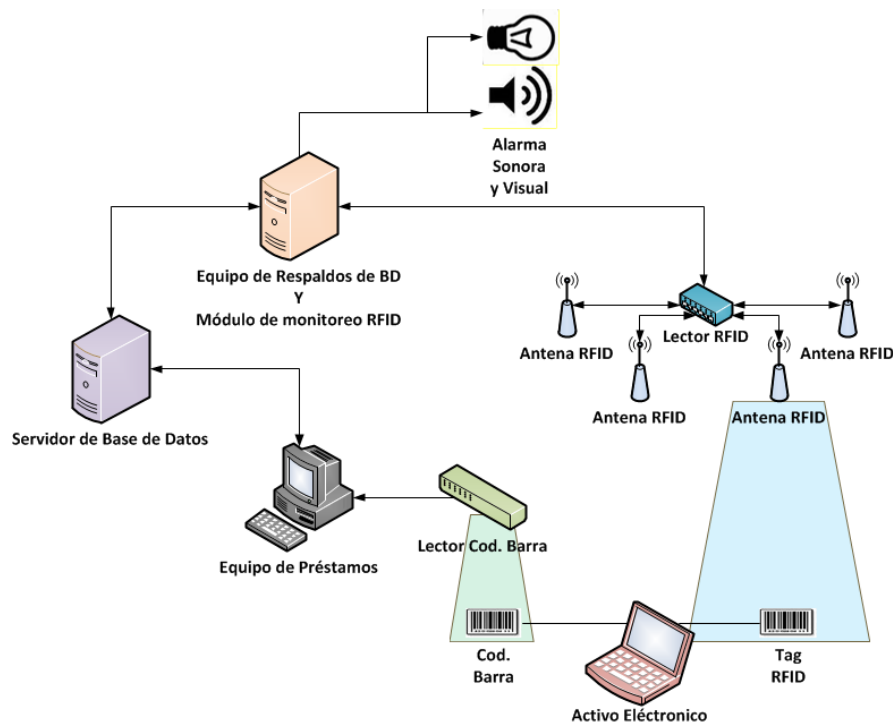 Alarma
Sonora
y Visual
Equipo de Respaldos de BD
Y
Módulo de monitoreo RFID
Antena RFID
Lector RFID
Antena RFID
Antena RFID
Antena RFID
Servidor de Base de Datos
Equipo de Préstamos
Lector Cod. Barra
Cod.
Barra
Tag
RFID
Activo Eléctronico